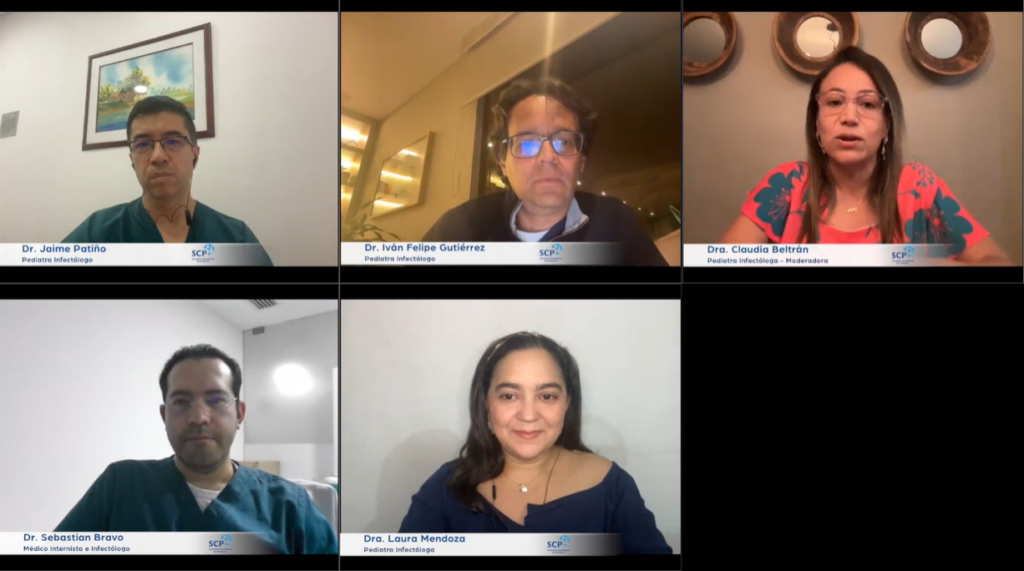 Dr. Jaime Patiño
Pediatra Infectólogo
SCP
Dr. Iván Felipe Gutiérrez
Pediatra Infectólogo
SCP
Dra. Claudia Beltrán
Pediatra Infectóloga - Moderadora
SCP
Dr. Sebastian Bravo
Médico Internista e Infectólogo
SCP
Dra. Laura Mendoza
Pediatra Infectóloga
SCP